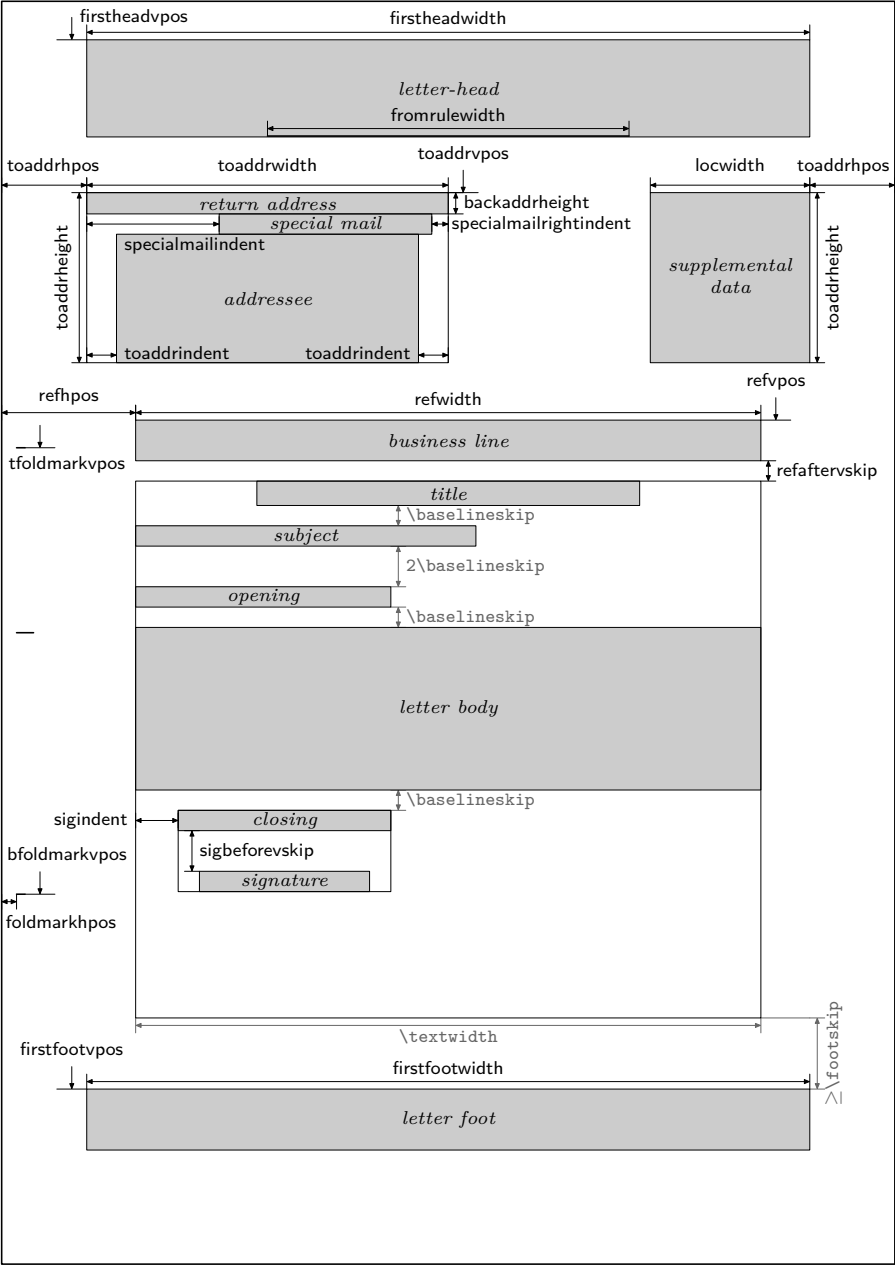 firstheadvpos
firstheadwidth
letter-head
fromrulewidth
toaddrvpos
toaddrhpos
toaddrwidth
locwidth
toaddrhpos
return address
backaddrheight
special mail
specialmailrightindent
specialmailindent
toaddrheight
addressee
supplemental
data
toaddrheight
toaddrindent
toaddrindent
refvpos
refhpos
refwidth
business line
tfoldmarkvpos
refaftervskip
title
\baselineskip
subject
2\baselineskip
opening
\baselineskip
letter body
\baselineskip
sigindent
closing
sigbeforevskip
bfoldmarkvpos
signature
foldmarkhpos
\textwidth
≥\footskip
firstfootvpos
firstfootwidth
letter foot